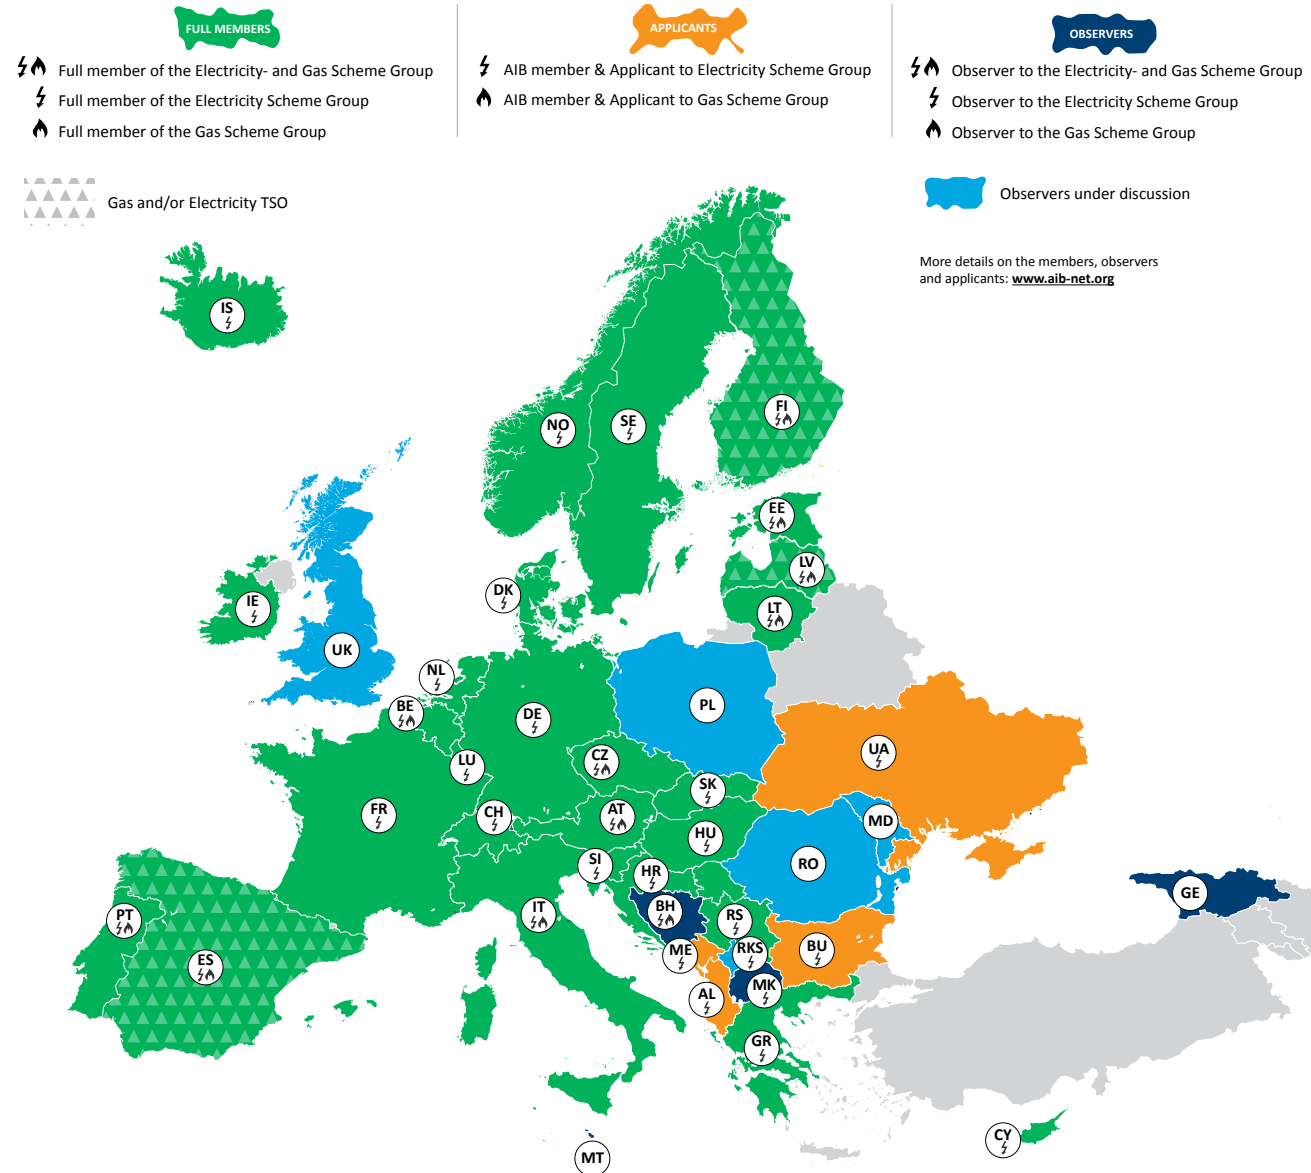 FULL MEMBERS
Full member of the Electricity- and Gas Scheme Group
Full member of the Electricity Scheme Group
Full member of the Gas Scheme Group
APPLICANTS
AIB member & Applicant to Electricity Scheme Group
AIB member & Applicant to Gas Scheme Group
OBSERVERS
Observer to the Electricity- and Gas Scheme Group
Observer to the Electricity Scheme Group
Observer to the Gas Scheme Group
Gas and/or Electricity TSO
Observers under discussion
More details on the members, observers
and applicants: www.aib-net.org
IS
NO
SE
FI
EE
LV
LT
DK
IE
UK
NL
BE
DE
PL
LU
CZ
UA
SK
FR
CH
AT
HU
MD
SI
HR
RO
GE
PT
IT
BH
RS
ES
ME
RKS
BU
AL
MK
GR
CY
MT